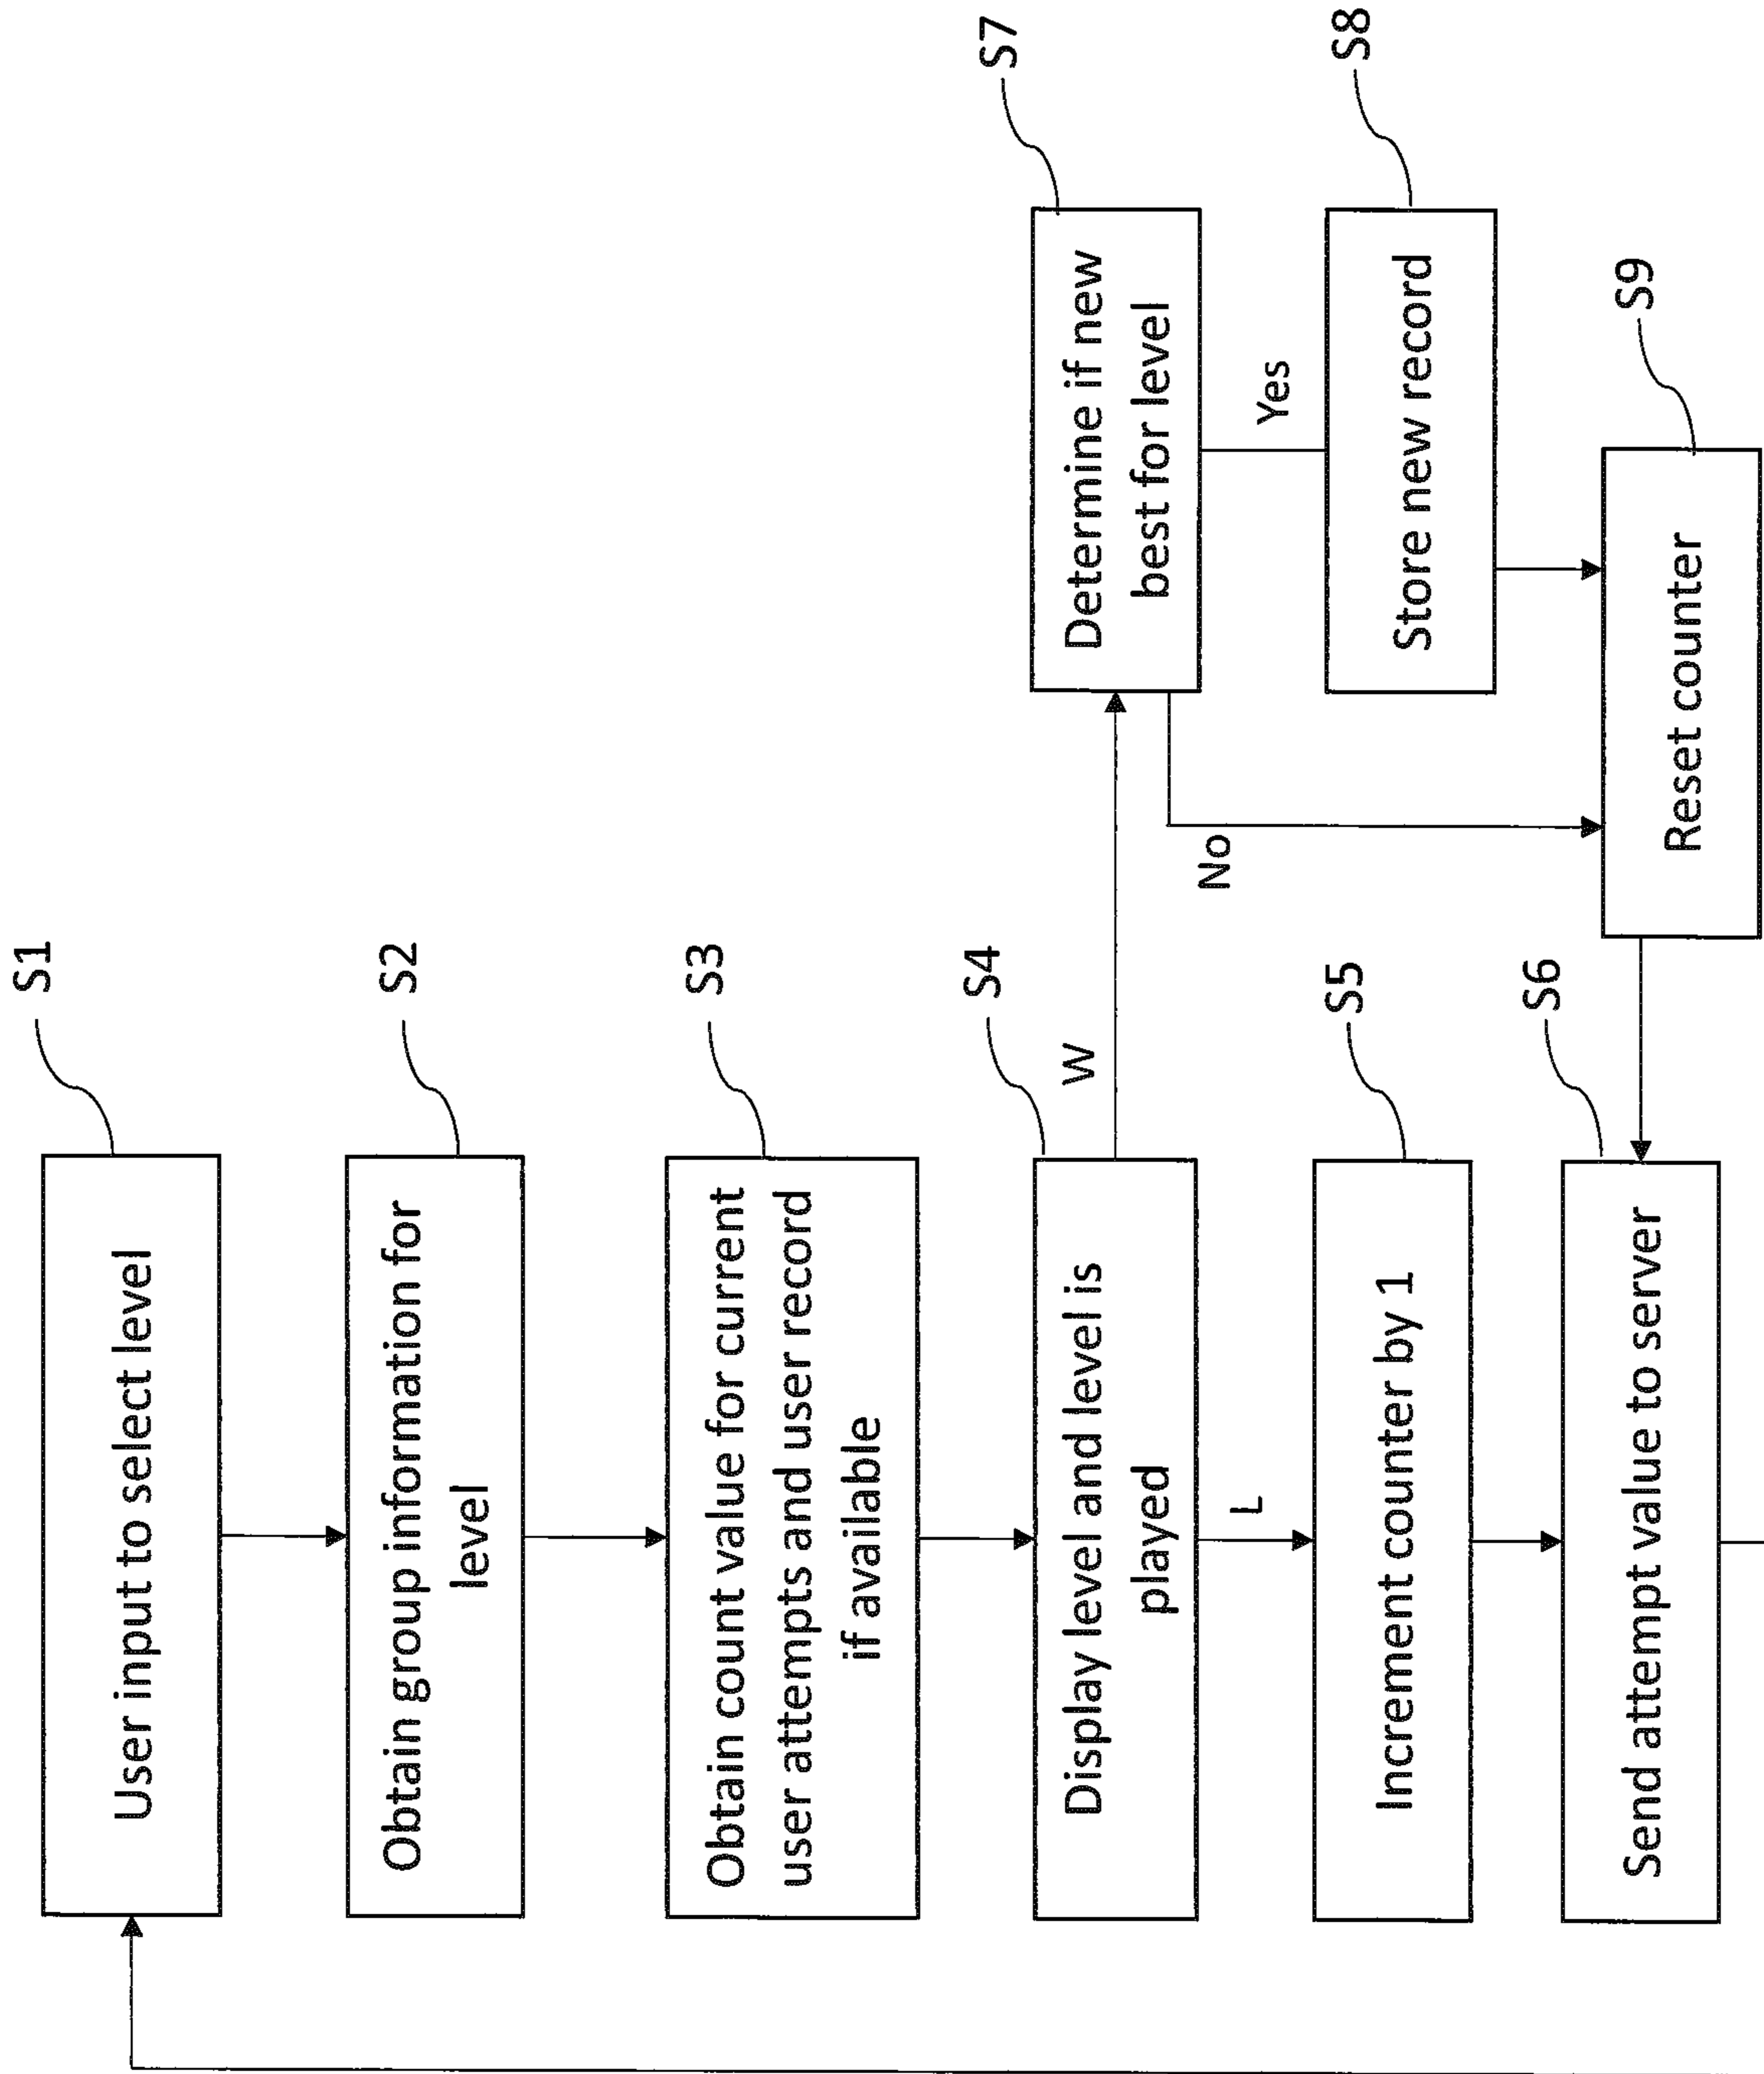 S1
User input to select level
S2
Obtain group information for
level
S3
Obtain count value for current
user attempts and user record
if available
S4
Display level and level is
played
W
L
S5
Increment counter by 1
S6
Send attempt value to server
S7
Determine if new
best for level
Yes
No
S8
Store new record
S9
Reset counter